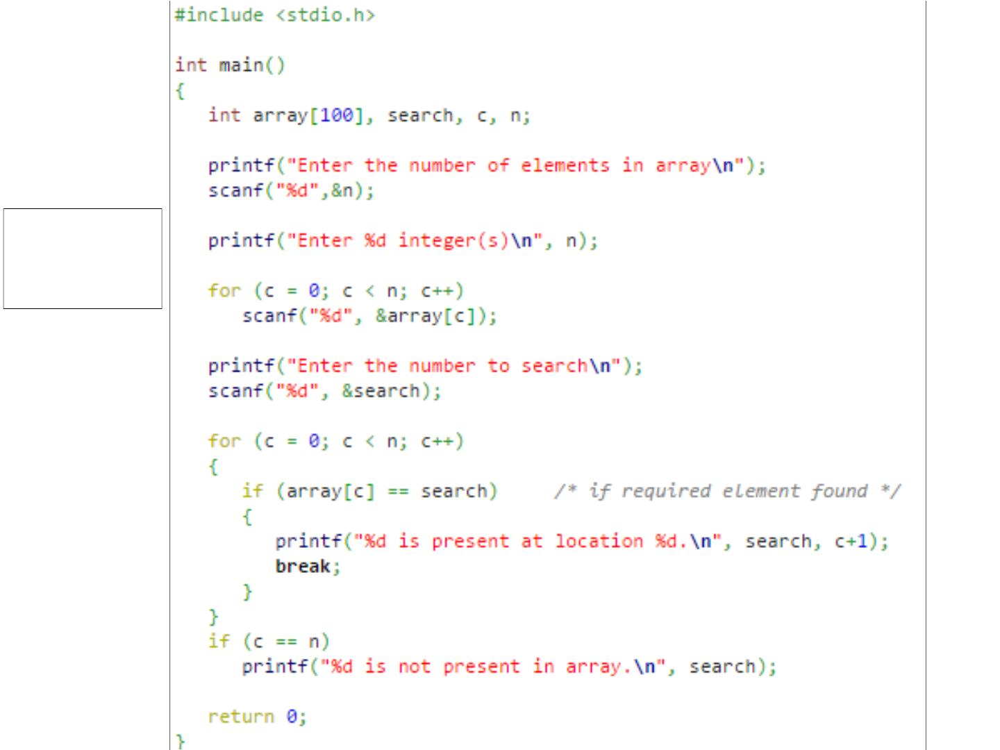 #include <stdio.h>
int main()
{
int array[100], search, c, n;
printf("Enter the number of elements in array\n");
scanf("%d",&n);
printf("Enter %d integer(s)\n", n);
for (c = 0; c < n; c++)
scanf("%d", &array[c]);
printf("Enter the number to search\n");
scanf("%d", &search);
for (c = 0; c < n; c++)
{
if (array[c] == search)     /* if required element found */
{
printf("%d is present at location %d.\n", search, c+1);
break;
}
}
if (c == n)
printf("%d is not present in array.\n", search);
return 0;
}